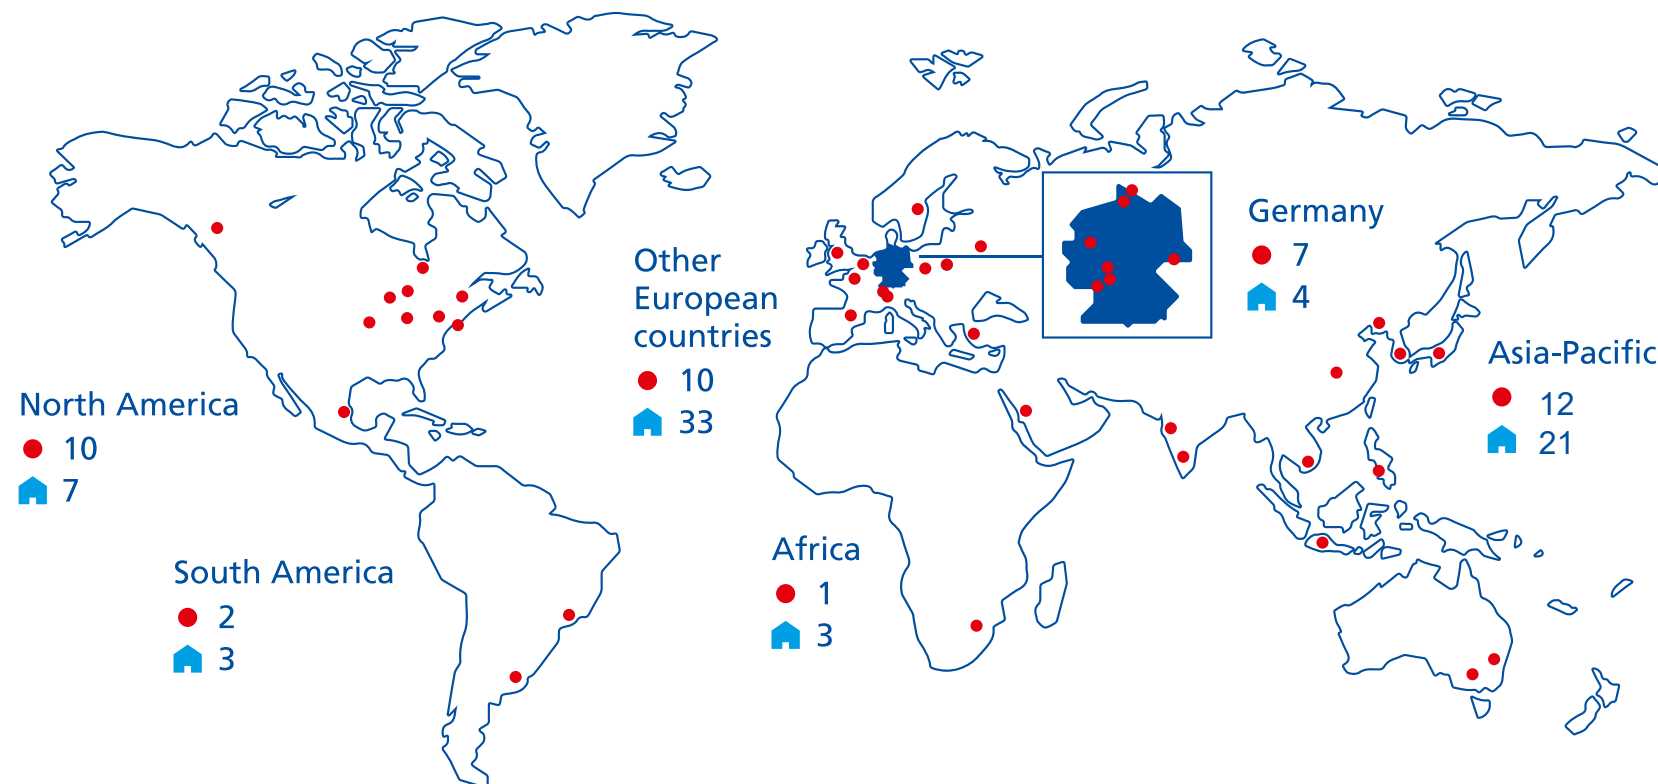 North America
10
7
South America
2
3
Other
European
countries
10
33
Africa
1
3
Germany
7
4
Asia-Pacific
12
21